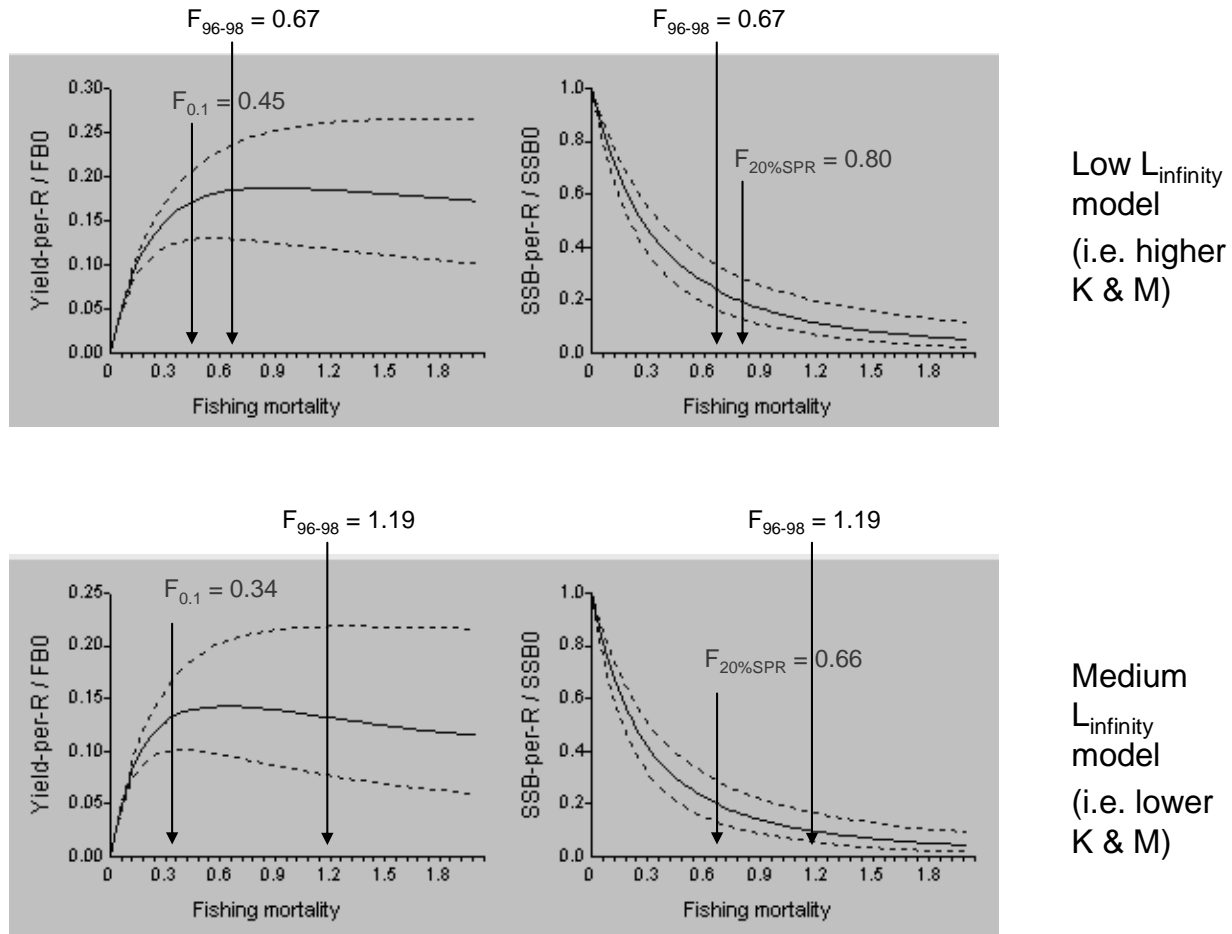 F96-98 = 0.67
F96-98 = 0.67
Yield-per-R / FB0
0.30
0.25
0.20
0.15
0.10
0.05
0.00
F0.1 = 0.45
0 0.3 0.6 0.9 1.2 1.5 1.8
Fishing mortality
SSB-per-R / SSB0
1.0
0.8
0.6
0.4
0.2
0.0
F20%SPR = 0.80
0 0.3 0.6 0.9 1.2 1.5 1.8
Fishing mortality
Low Linfinity
model
(i.e. higher
K & M)
F96-98 = 1.19
F96-98 = 1.19
Yield-per-R / FB0
0.25
0.20
0.15
0.10
0.05
0.00
F0.1 = 0.34
0 0.3 0.6 0.9 1.2 1.5 1.8
Fishing mortality
SSB-per-R / SSB0
1.0
0.8
0.6
0.4
0.2
0.0
F20%SPR = 0.66
0 0.3 0.6 0.9 1.2 1.5 1.8
Fishing mortality
Medium
Linfinity
model
(i.e. lower
K & M)